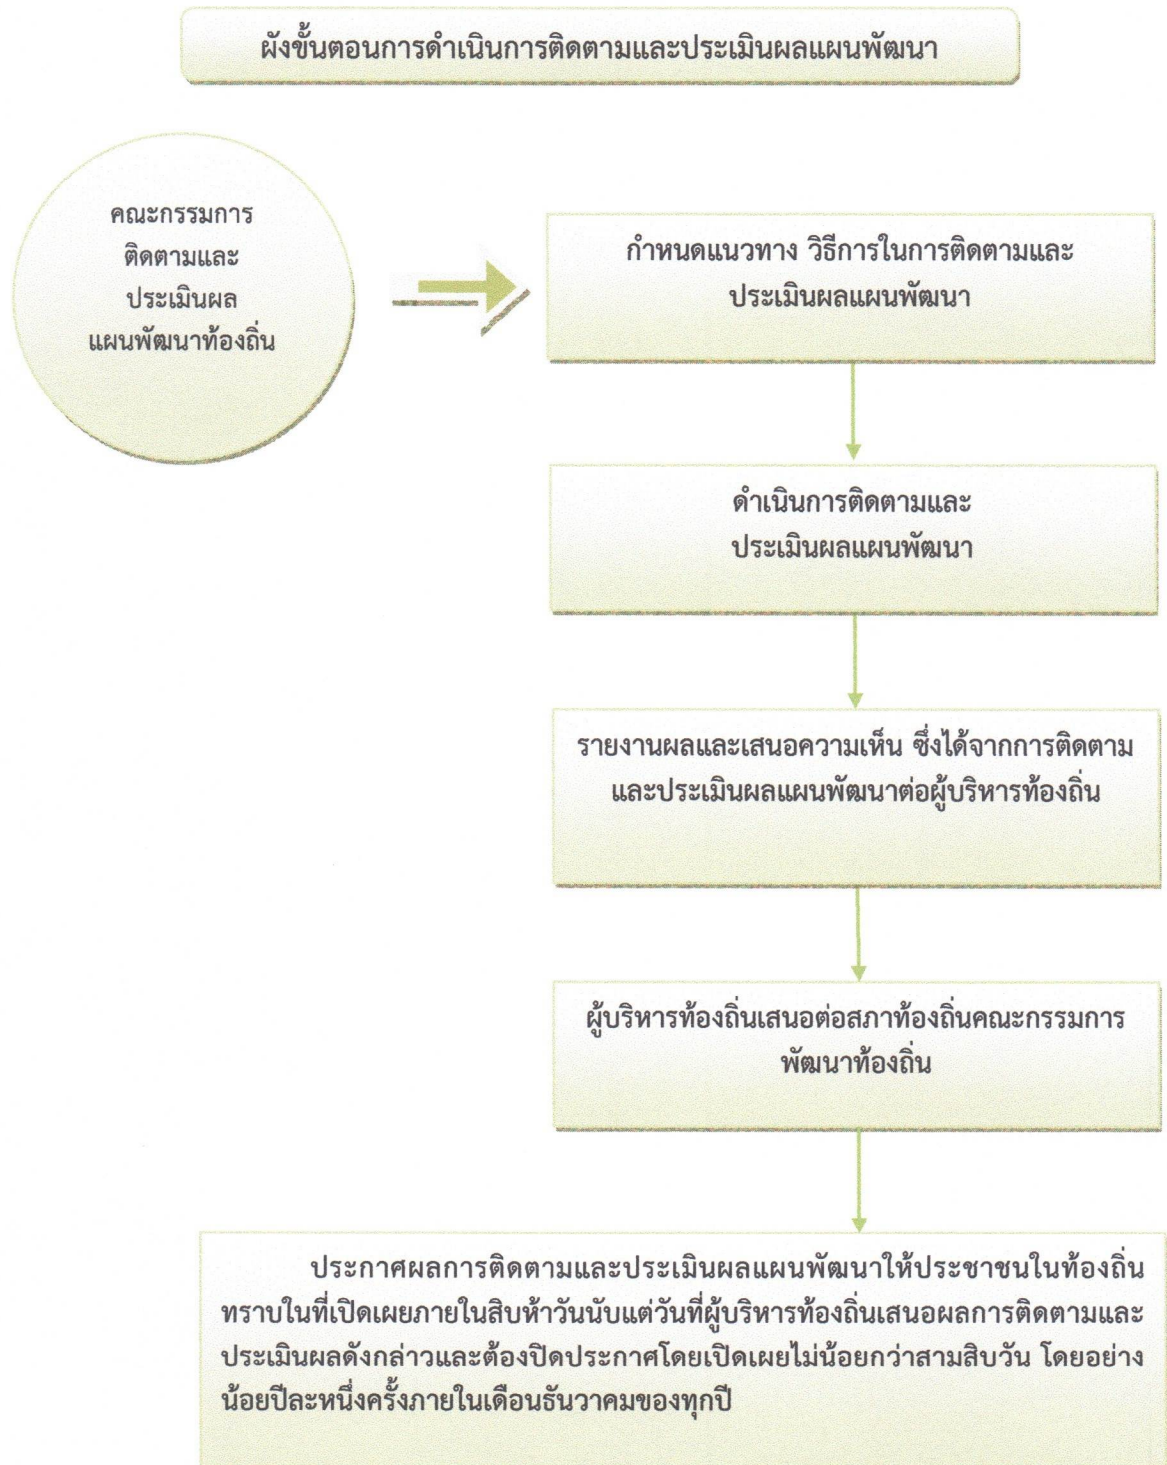 ผังขั้นตอนการดำเนินการติดตามและประเมินผลแผนพัฒนา
คณะกรรมการ
ติดตามและ
ประเมินผล
แผนพัฒนาท้องถิ่น
กำหนดแนวทาง วิธีการในการติดตามและ
ประเมินผลแผนพัฒนา
ดำเนินการติดตามและ
ประเมินผลแผนพัฒนา
รายงานผลและเสนอความเห็น ซึ่งได้จากการติดตาม
และประเมินผลแผนพัฒนาต่อผู้บริหารท้องถิ่น
ผู้บริหารท้องถิ่นเสนอต่อสภาท้องถิ่นคณะกรรมการ
พัฒนาท้องถิ่น
ประกาศผลการติดตามและประเมินผลแผนพัฒนาให้ประชาชนในท้องถิ่น
ทราบในที่เปิดเผยภายในสิบห้าวันนับแต่วันที่ผู้บริหารท้องถิ่นเสนอผลการติดตามและ
ประเมินผลดังกล่าวและต้องปิดประกาศโดยเปิดเผยไม่น้อยกว่าสามสิบวัน โดยอย่าง
น้อยปีละหนึ่งครั้งภายในเดือนธันวาคมของทุกปี